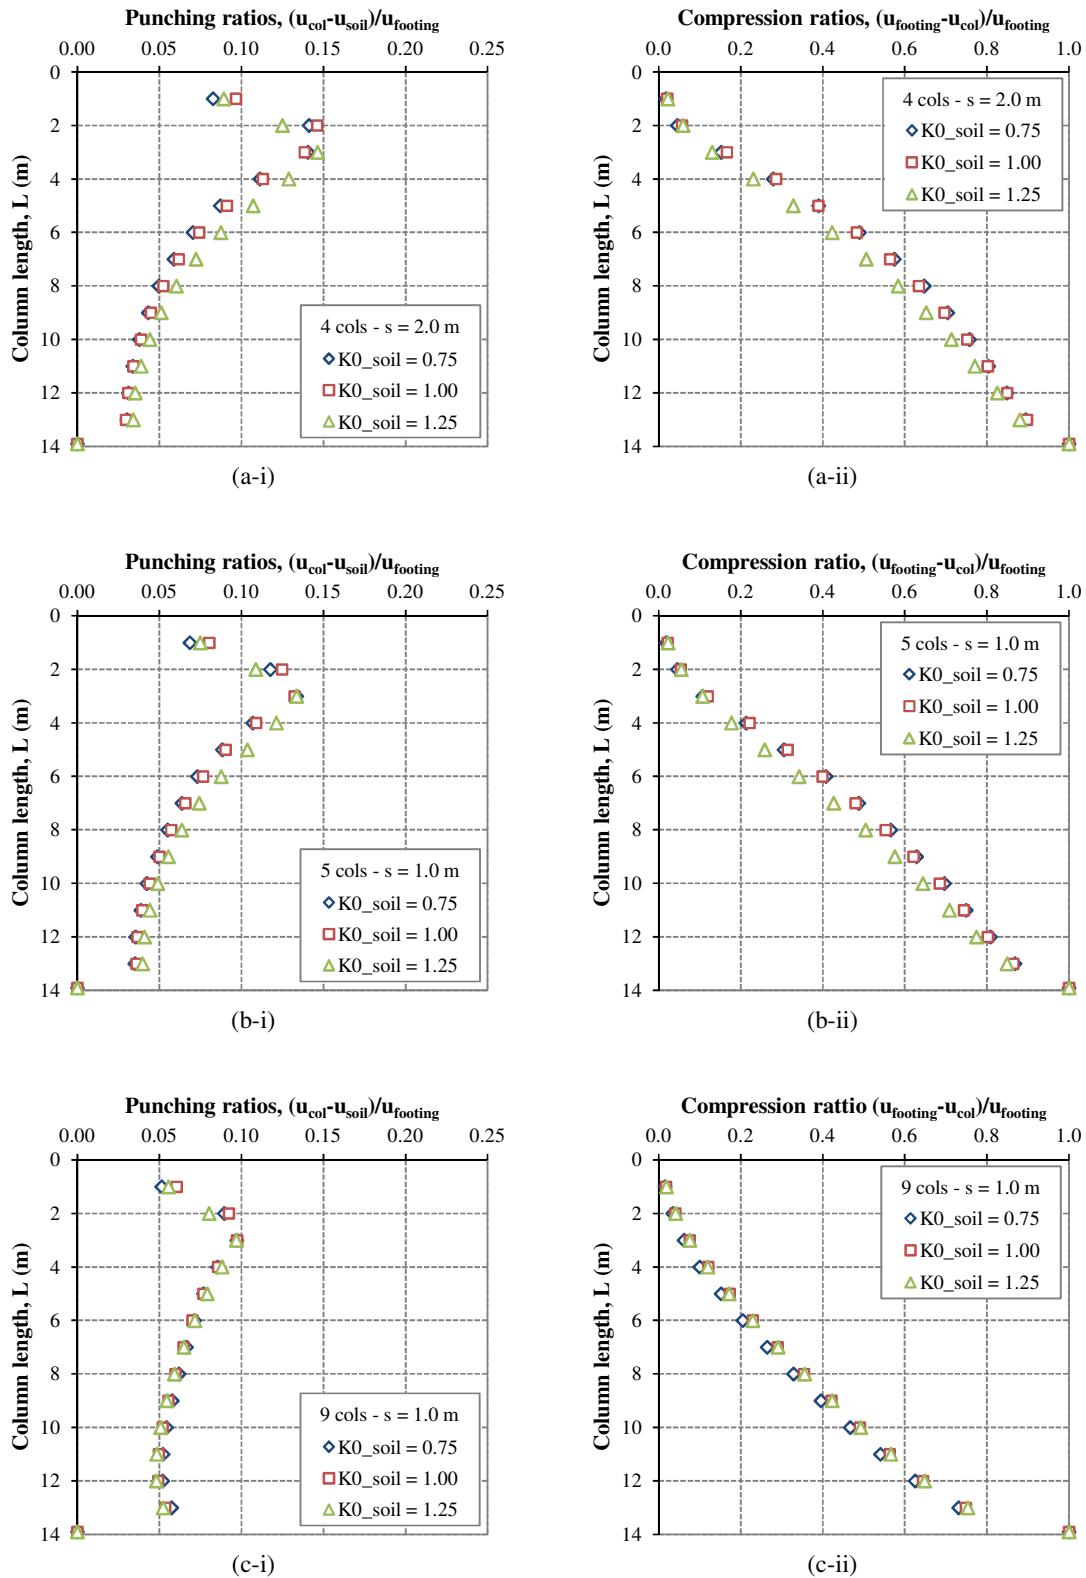 Punching ratios, (ucol-usoil)/ufooting
0.00 0.05 0.10 0.15 0.20 0.25
0
2
4
6
8
10
12
14
Column length, L (m)
4 cols - s = 2.0 m
K0_soil = 0.75
K0_soil = 1.00
K0_soil = 1.25
(a-i)
Compression ratios, (ufooting-ucol)/ufooting
0.0 0.2 0.4 0.6 0.8 1.0
0
2
4
6
8
10
12
14
Column length, L (m)
4 cols - s = 2.0 m
K0_soil = 0.75
K0_soil = 1.00
K0_soil = 1.25
(a-ii)
Punching ratios, (ucol-usoil)/ufooting
0.00 0.05 0.10 0.15 0.20 0.25
0
2
4
6
8
10
12
14
Column length, L (m)
5 cols - s = 1.0 m
K0_soil = 0.75
K0_soil = 1.00
K0_soil = 1.25
(b-i)
Compression ratio, (ufooting-ucol)/ufooting
0.0 0.2 0.4 0.6 0.8 1.0
0
2
4
6
8
10
12
14
Column length, L (m)
5 cols - s = 1.0 m
K0_soil = 0.75
K0_soil = 1.00
K0_soil = 1.25
(b-ii)
Punching ratios, (ucol-usoil)/ufooting
0.00 0.05 0.10 0.15 0.20 0.25
0
2
4
6
8
10
12
14
Column length, L (m)
9 cols - s = 1.0 m
K0_soil = 0.75
K0_soil = 1.00
K0_soil = 1.25
(c-i)
Compression rattio (ufooting-ucol)/ufooting
0.0 0.2 0.4 0.6 0.8 1.0
0
2
4
6
8
10
12
14
Column length, L (m)
9 cols - s = 1.0 m
K0_soil = 0.75
K0_soil = 1.00
K0_soil = 1.25
(c-ii)